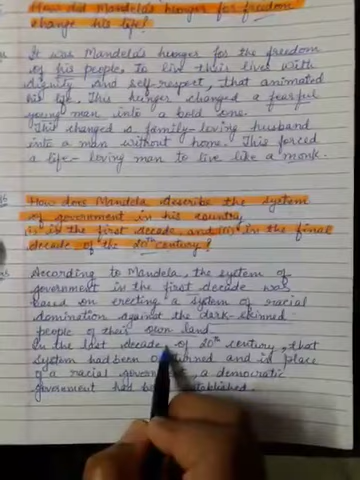 How did Mandela's hunger for freedom
change his life?
It was Mandela's hunger for the freedom
of his people, to live their lives with
dignity and self-respect, that animated
his life. This hunger changed a fearful
young man into a bold one.
This changed a family-loving husband
into a man without home. This forced
a life-loving man to live like a monk.
How does Mandela describe the system
of government in his country
in the first decade, and (ii) in the final
decade of the 20th century?
According to Mandela, the system of
government in the first decade was
based on erecting a system of racial
domination against the dark-skinned
people of their own land
In the last decade of 20th century, that
system had been and in place
of a racial , a democratic
government had established.